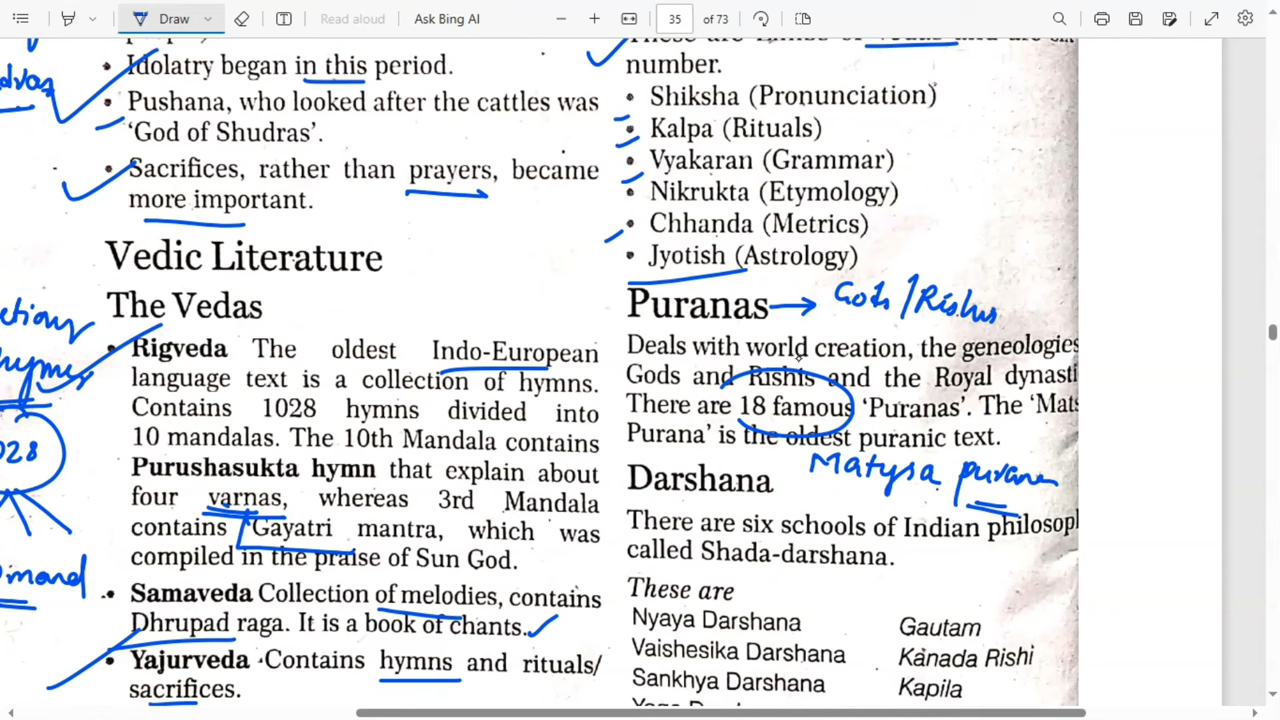 Draw
Read aloud
Ask Bing AI
35 of 73
Idolatry began in this period.
Pushana, who looked after the cattles was
‘God of Shudras’.
Sacrifices, rather than prayers, became
more important.
Vedic Literature
The Vedas
Rigveda The oldest Indo-European
language text is a collection of hymns.
Contains 1028 hymns divided into
10 mandalas. The 10th Mandala contains
Purushasukta hymn that explain about
four varnas, whereas 3rd Mandala
contains Gayatri mantra, which was
compiled in the praise of Sun God.
Samaveda Collection of melodies, contains
Dhrupad raga. It is a book of chants.
Yajurveda Contains hymns and rituals/
sacrifices.
number.
Shiksha (Pronunciation)
Kalpa (Rituals)
Vyakaran (Grammar)
Nikrukta (Etymology)
Chhanda (Metrics)
Jyotish (Astrology)
Puranas → Gods / Rishis
Deals with world creation, the geneologies
Gods and Rishis and the Royal dynasti
There are 18 famous ‘Puranas’. The ‘Mats
Purana’ is the oldest puranic text.
Matysa purana
Darshana
There are six schools of Indian philosoph
called Shada-darshana.
These are
Nyaya Darshana Gautam
Vaishesika Darshana Kanada Rishi
Sankhya Darshana Kapila